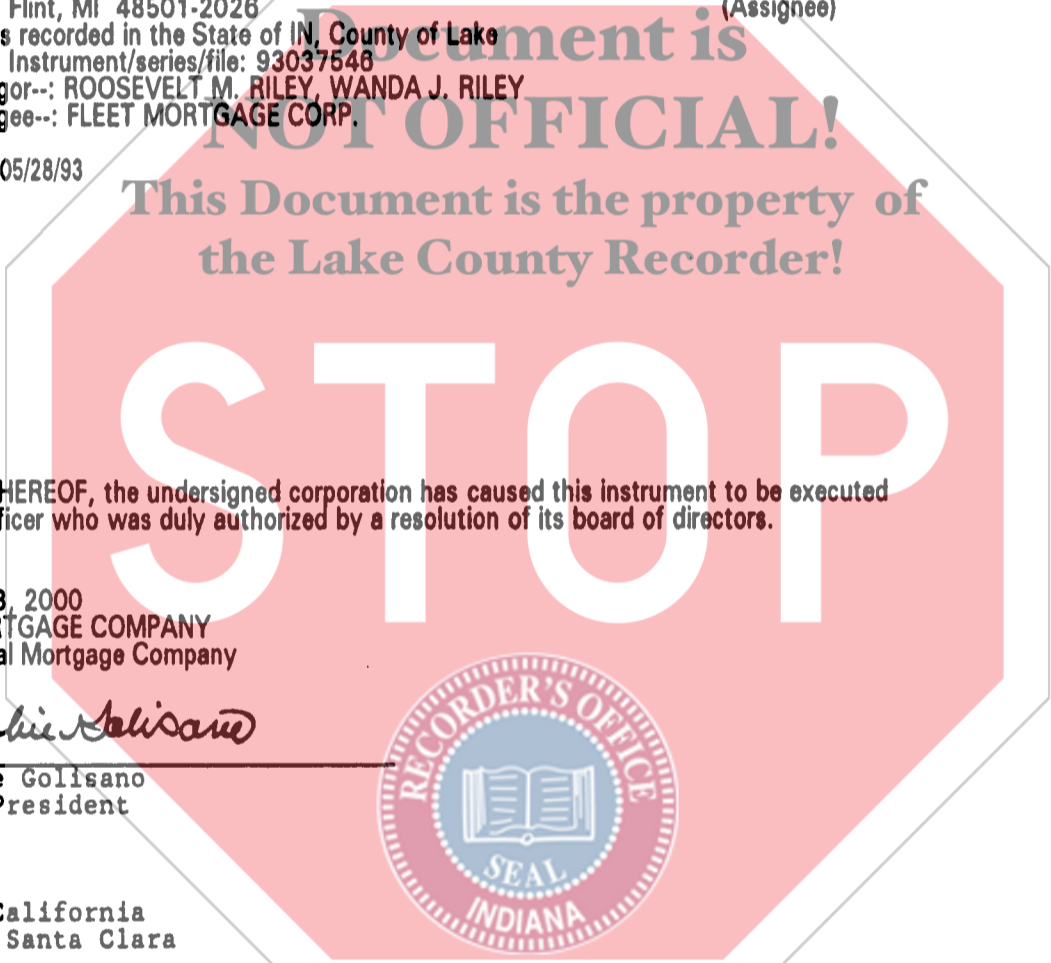 Flint, MI 48501-2026 (Assignee)
s recorded in the State of IN, County of Lake
Instrument/series/file: 93037546
gor--: ROOSEVELT M. RILEY, WANDA J. RILEY
gee--: FLEET MORTGAGE CORP.
05/28/93
Document is
NOT OFFICIAL!
This Document is the property of
the Lake County Recorder!
STOP
HEREOF, the undersigned corporation has caused this instrument to be executed
ficer who was duly authorized by a resolution of its board of directors.
, 2000
TGAGE COMPANY
al Mortgage Company
Golisano
President
California
Santa Clara
RECORDER'S OFFICE
SEAL
INDIANA